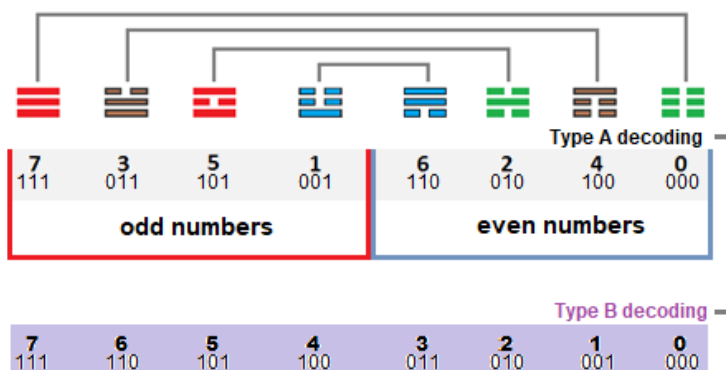 Type A decoding
7 3 5 1 6 2 4 0
111 011 101 001 110 010 100 000
odd numbers even numbers
Type B decoding
7 6 5 4 3 2 1 0
111 110 101 100 011 010 001 000